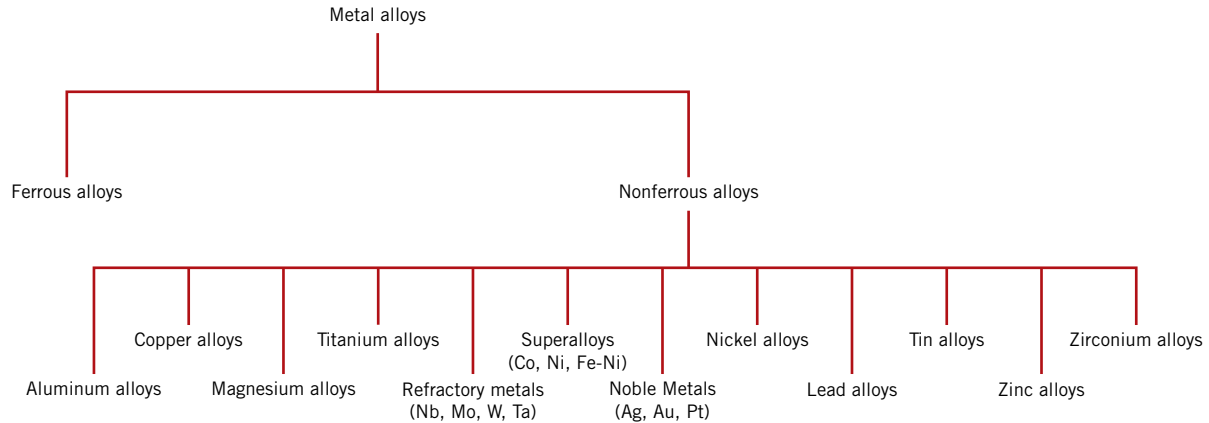 Metal alloys
Ferrous alloys
Nonferrous alloys
Copper alloys
Titanium alloys
Superalloys
(Co, Ni, Fe-Ni)
Nickel alloys
Tin alloys
Zirconium alloys
Aluminum alloys
Magnesium alloys
Refractory metals
(Nb, Mo, W, Ta)
Noble Metals
(Ag, Au, Pt)
Lead alloys
Zinc alloys